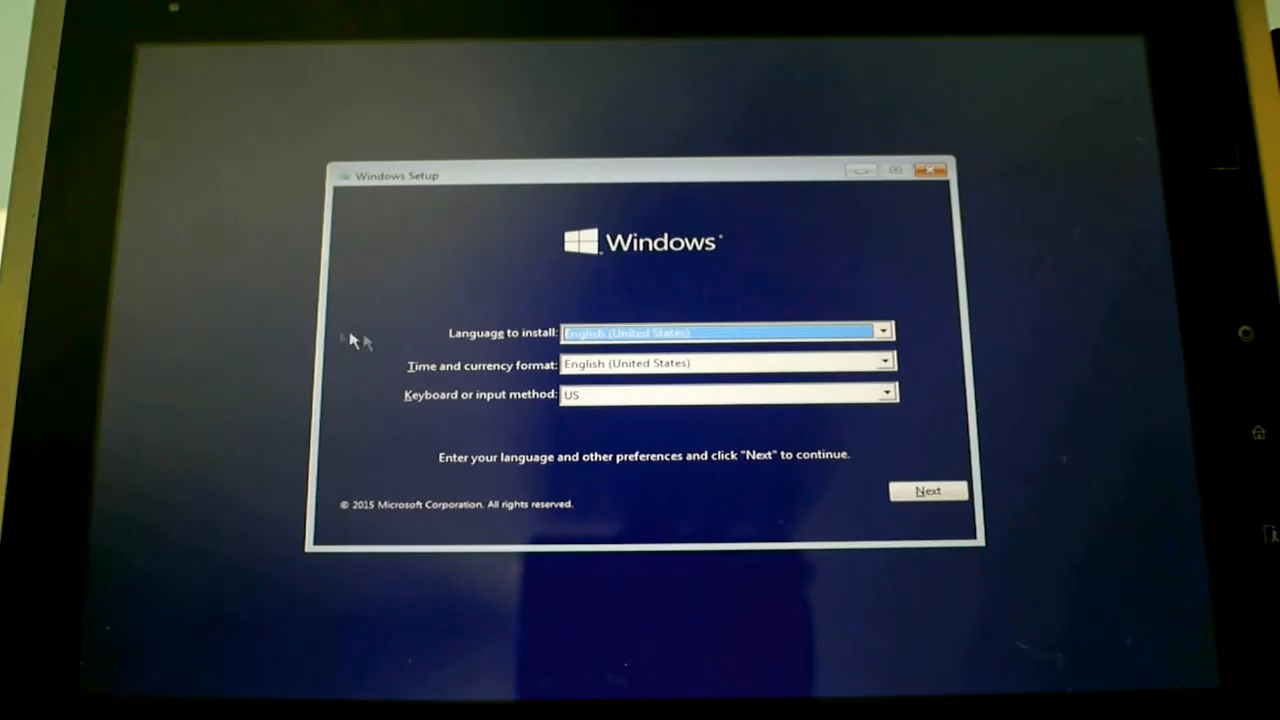 Windows Setup
Windows
Language to install: English (United States)
Time and currency format: English (United States)
Keyboard or input method: US
Enter your language and other preferences and click "Next" to continue.
Next
© 2015 Microsoft Corporation. All rights reserved.